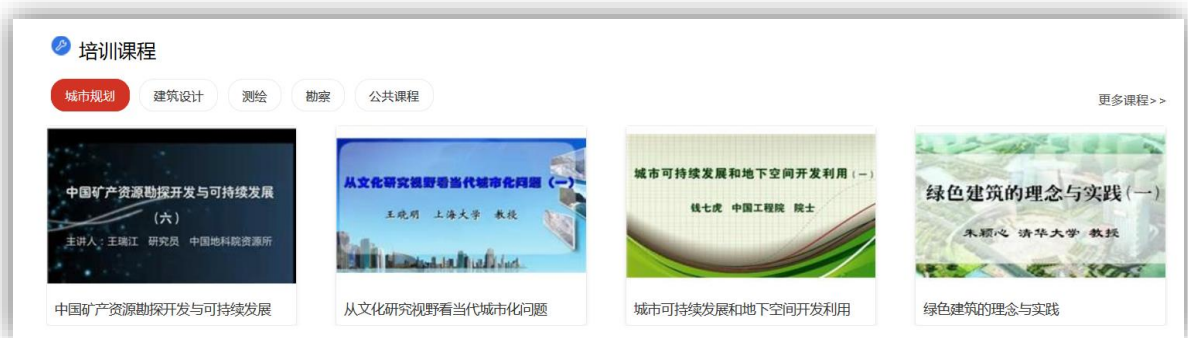 培训课程
城市规划 建筑设计 测绘 勘察 公共课程 更多课程>>
中国矿产资源勘探开发与可持续发展
（六）
主讲人：王瑞江 研究员 中国地科院资源所
中国矿产资源勘探开发与可持续发展
从文化研究视野看当代城市化问题（一）
王晓明 上海大学 教授
从文化研究视野看当代城市化问题
城市可持续发展和地下空间开发利用（一）
钱七虎 中国工程院 院士
城市可持续发展和地下空间开发利用
绿色建筑的理念与实践（一）
朱颖心 清华大学 教授
绿色建筑的理念与实践